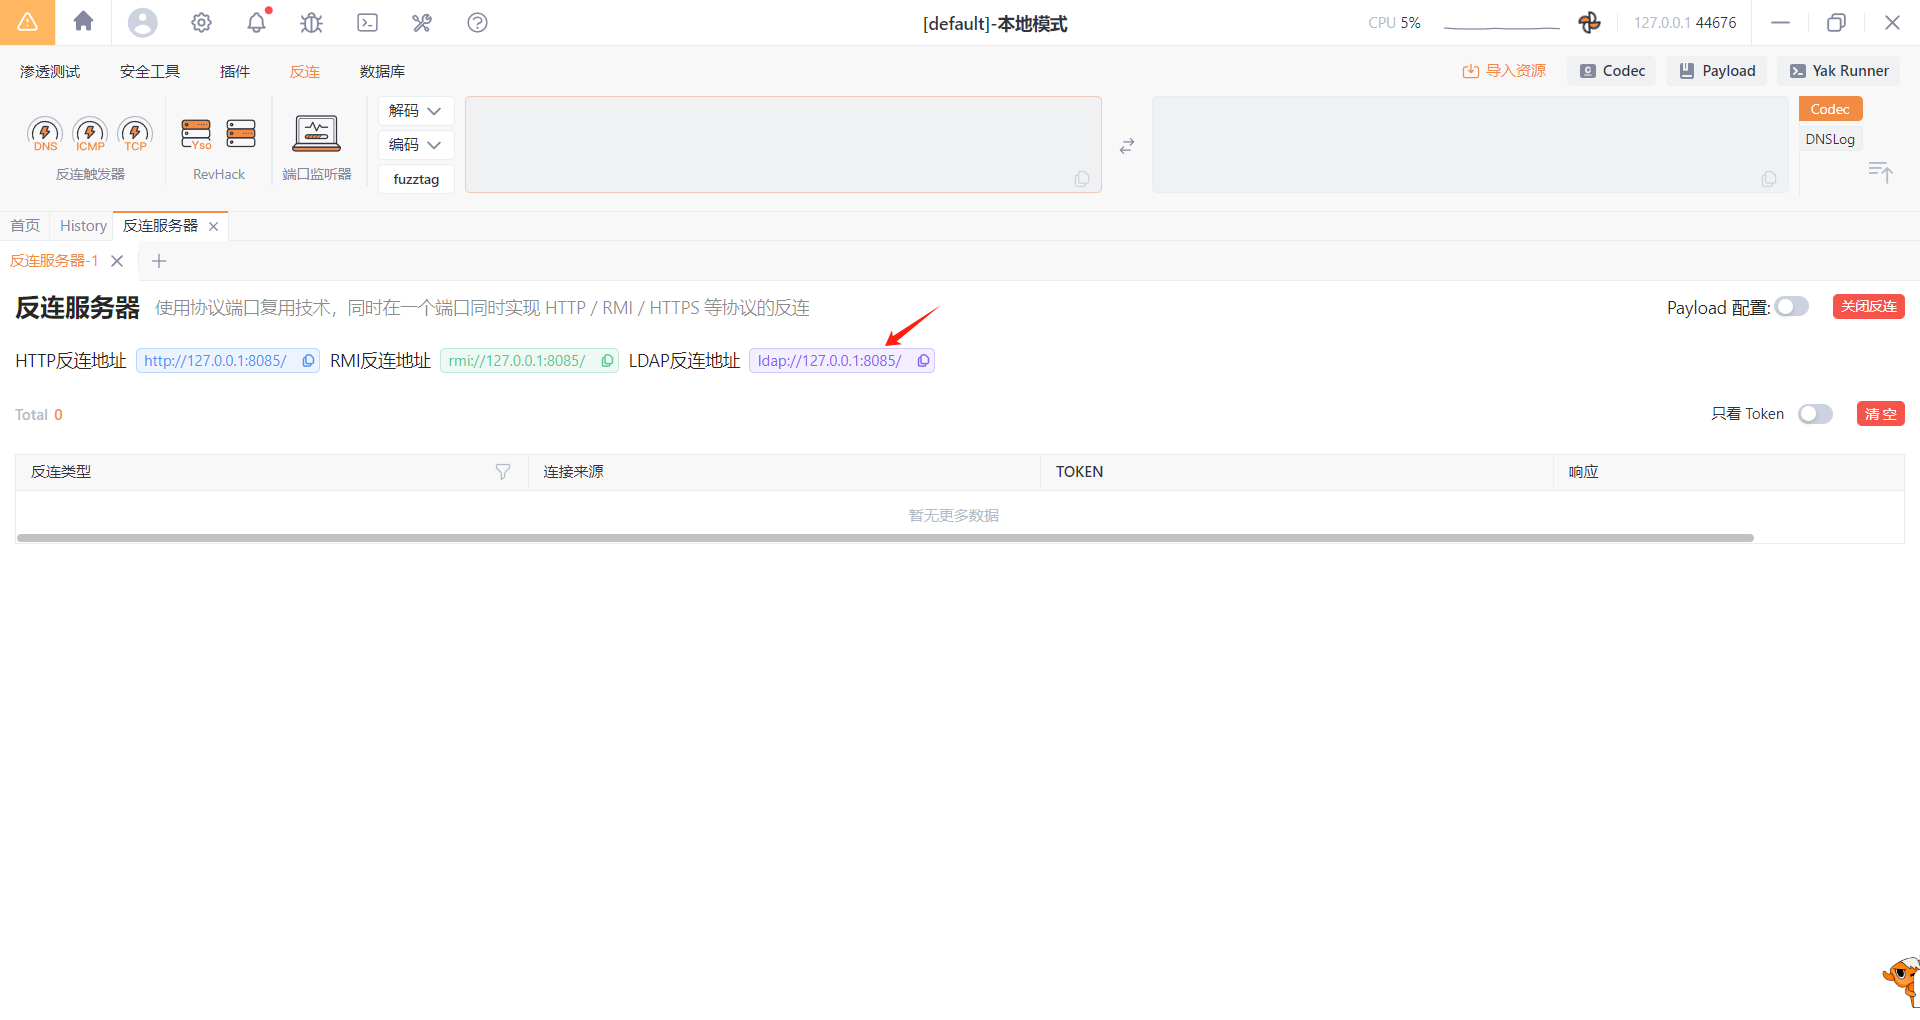 [default]-本地模式
CPU 5%
127.0.0.1 44676
渗透测试 安全工具 插件 反连 数据库
导入资源 Codec Payload Yak Runner
DNS ICMP TCP
反连触发器
Yso
RevHack
端口监听器
解码
编码
fuzztag
Codec
DNSLog
首页 History 反连服务器
反连服务器-1
反连服务器 使用协议端口复用技术，同时在一个端口同时实现 HTTP / RMI / HTTPS 等协议的反连
Payload 配置: 关闭反连
HTTP反连地址 http://127.0.0.1:8085/ RMI反连地址 rmi://127.0.0.1:8085/ LDAP反连地址 ldap://127.0.0.1:8085/
Total 0
只看 Token 清 空
反连类型 连接来源 TOKEN 响应
暂无更多数据